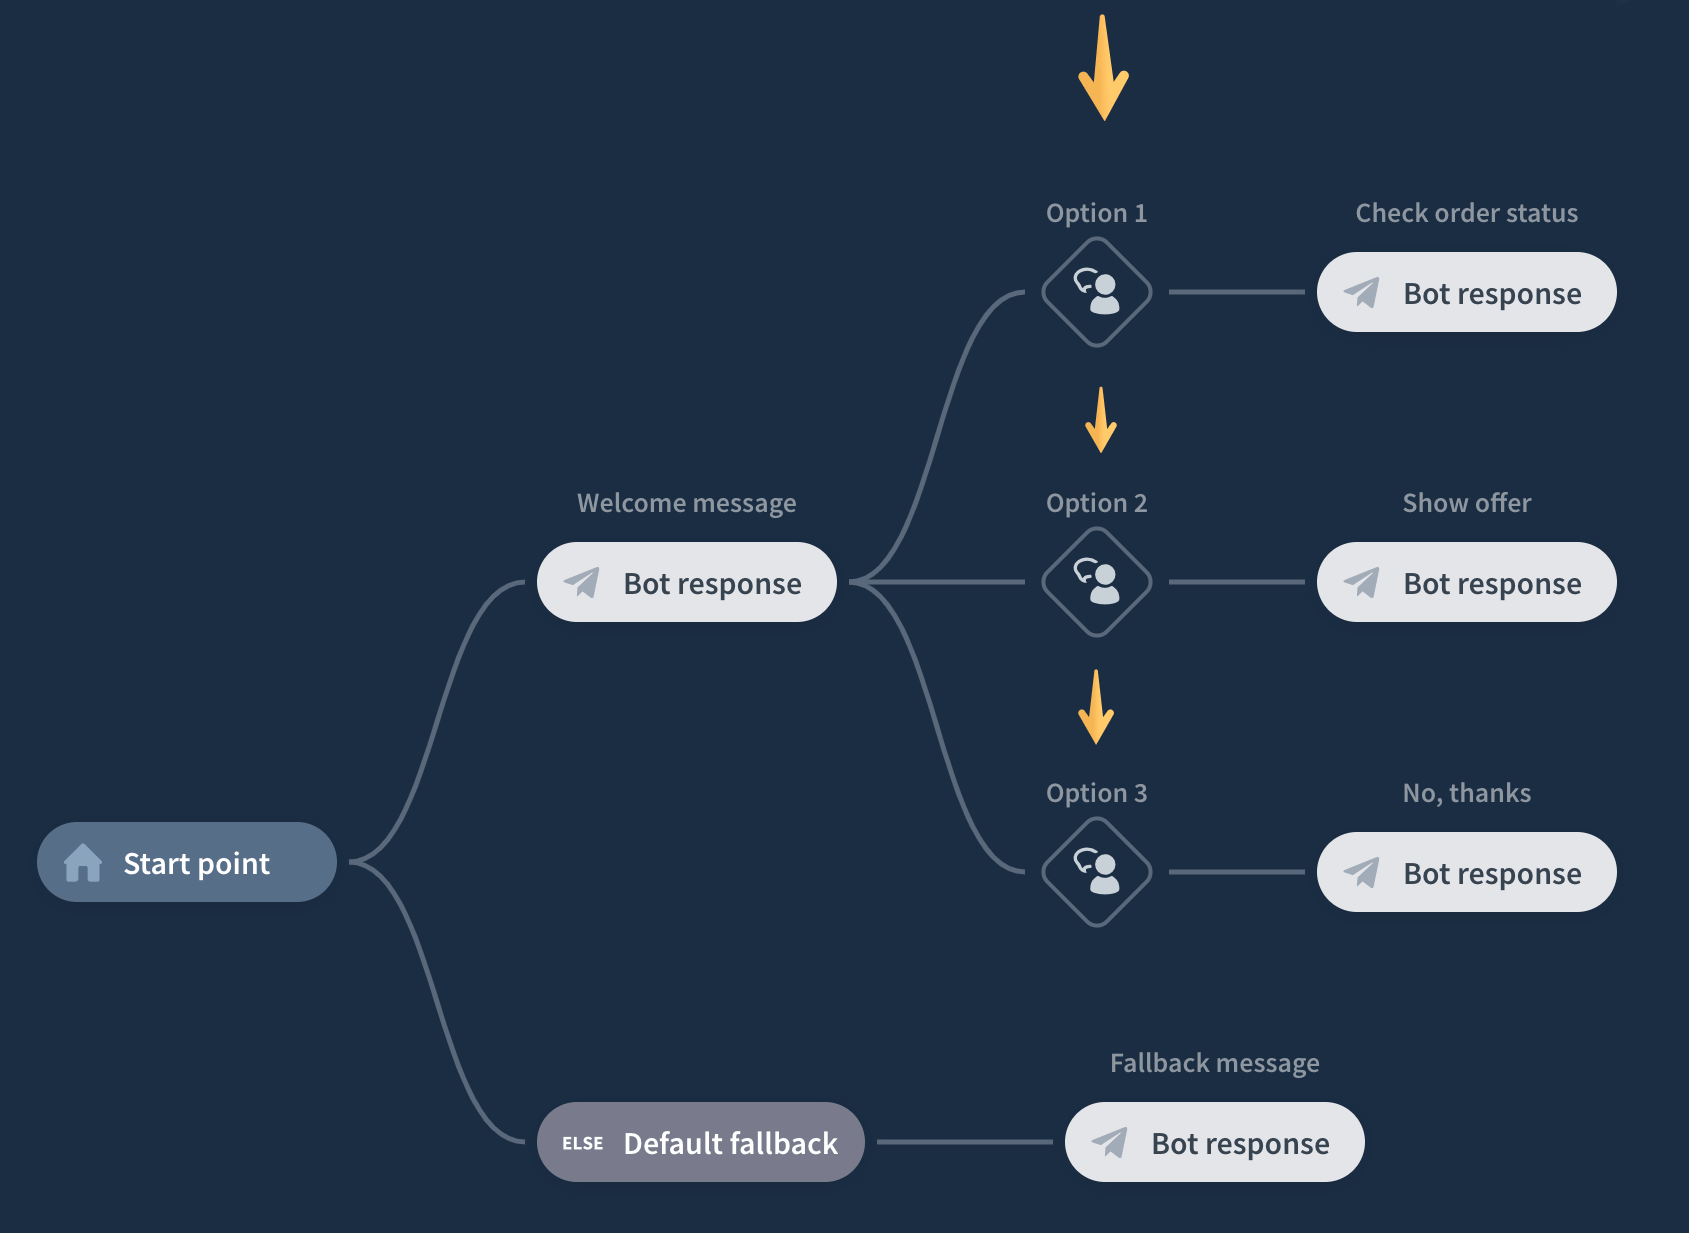 Option 1
Check order status
Bot response
Welcome message
Bot response
Option 2
Show offer
Bot response
Option 3
No, thanks
Bot response
Start point
Fallback message
ELSE Default fallback
Bot response